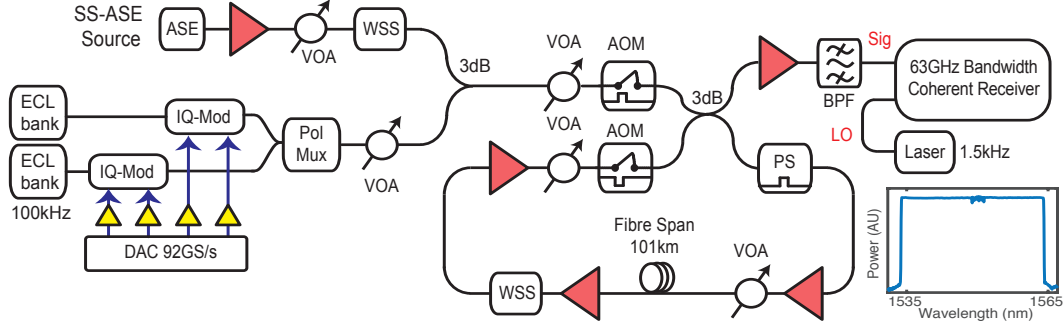 SS-ASE
Source
ASE
VOA
WSS
3dB
VOA
AOM
Sig
BPF
63GHz Bandwidth
Coherent Receiver
LO
Laser
1.5kHz
ECL
bank
IQ-Mod
ECL
bank
IQ-Mod
100kHz
Pol
Mux
VOA
DAC 92GS/s
VOA
AOM
3dB
PS
Fibre Span
101km
VOA
WSS
Power (AU)
1535
1565
Wavelength (nm)